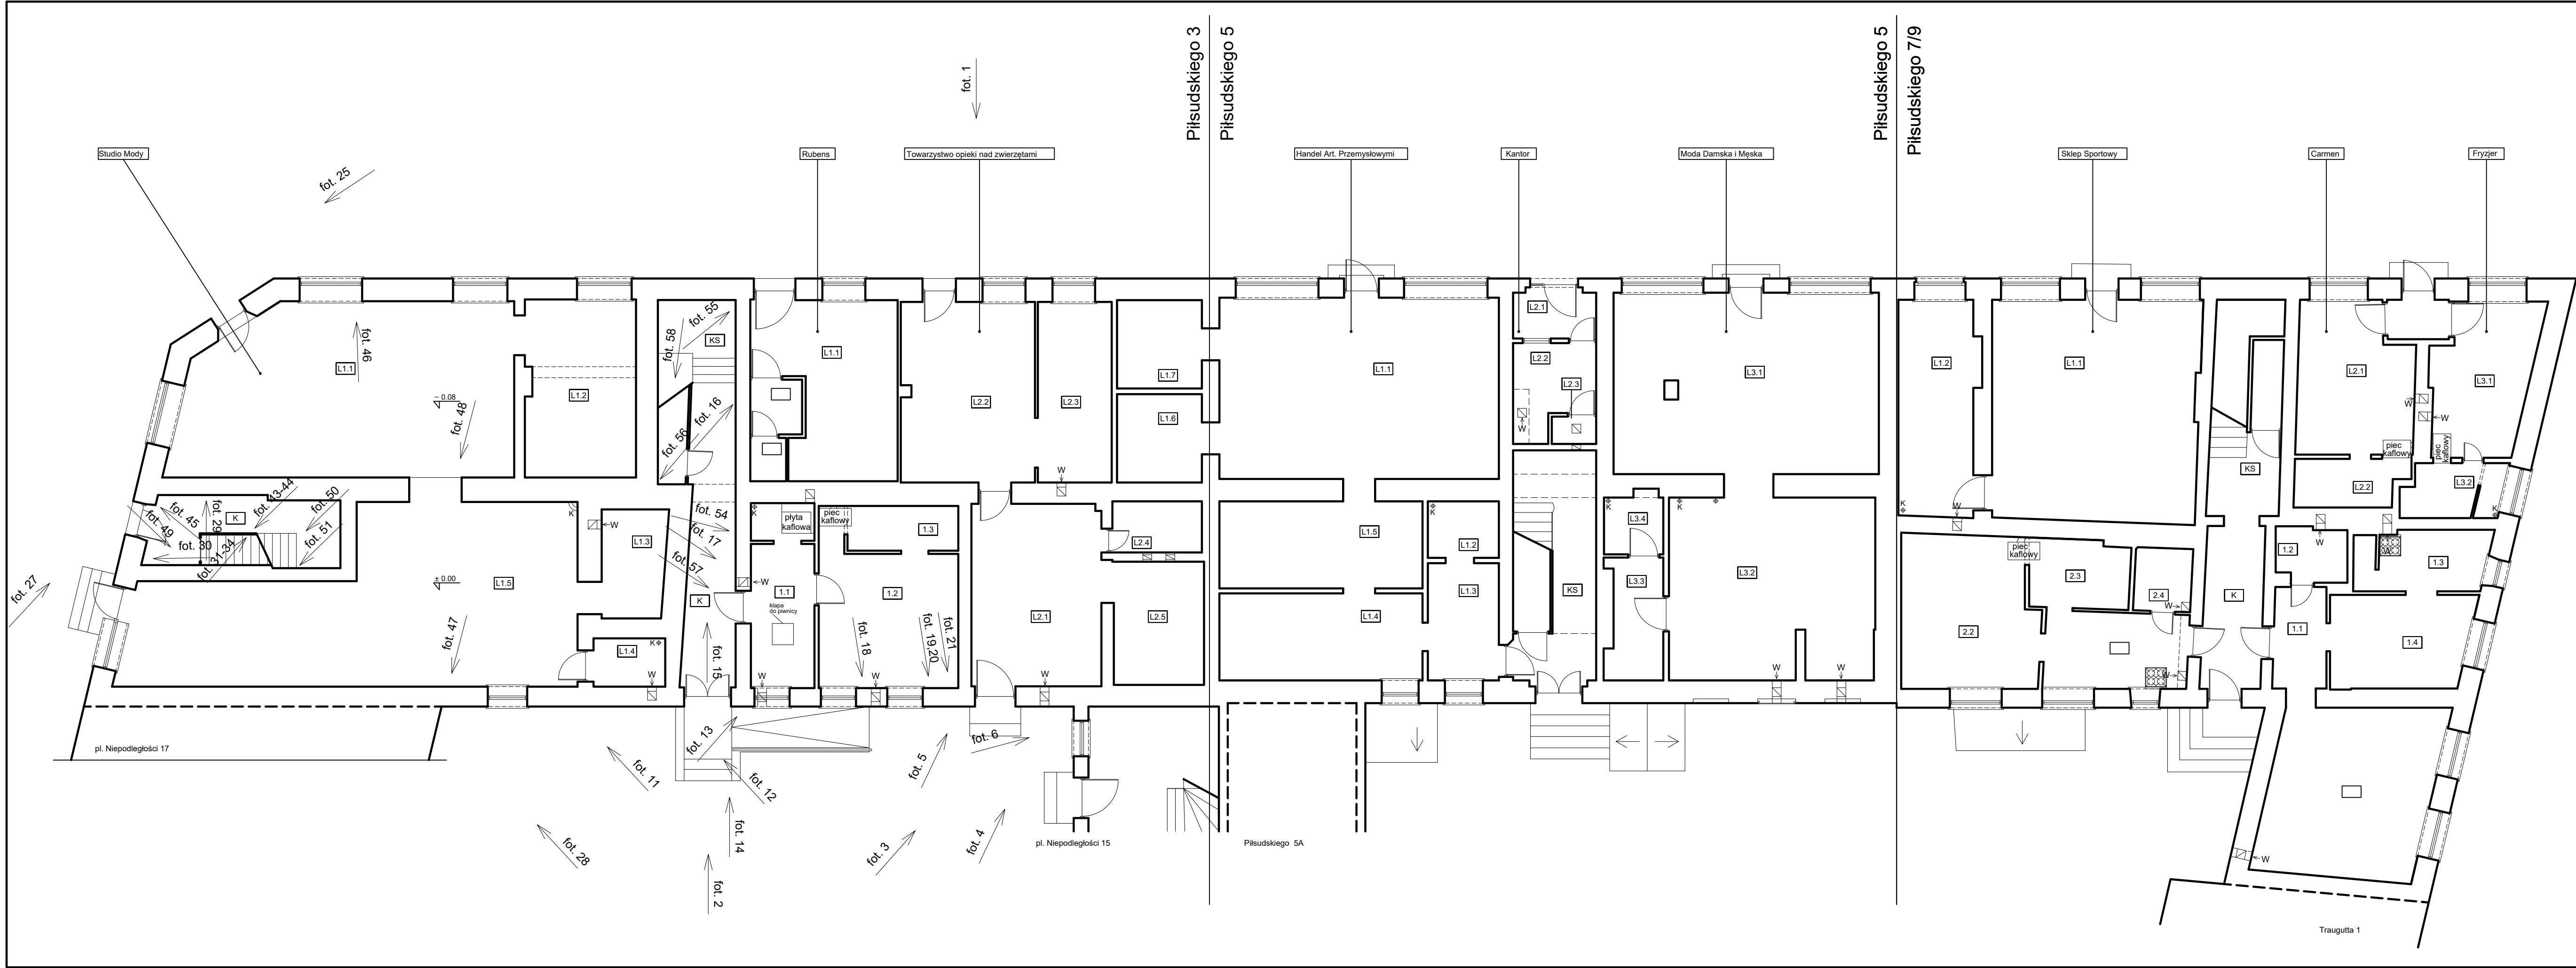 Piłsudskiego 3
Piłsudskiego 5
Piłsudskiego 5
Piłsudskiego 7/9
fot. 1
Studio Mody
Rubens
Towarzystwo opieki nad zwierzętami
Handel Art. Przemysłowymi
Kantor
Moda Damska i Męska
Sklep Sportowy
Carmen
Fryzjer
fot. 25
fot. 46
L1.1
L1.2
− 0.08
fot. 48
fot. 58
fot. 55
KS
fot. 16
fot. 56
L1.1
L2.2
L2.3
L1.7
L1.6
W
fot. 49
fot. 45
fot. 29
K
fot. 43-44
fot. 50
fot. 51
fot. 30
fot. 31-34
fot. 27
± 0.00
L1.5
fot. 47
K
W
L1.3
L1.4
K
W
fot. 54
fot. 17
fot. 57
K
fot. 15
K
płyta
kaflowa
W
1.1
klapa
do piwnicy
W
piec
kaflowy
1.3
1.2
fot. 18
fot. 19,20
fot. 21
W
L2.1
L2.4
L2.5
W
L1.1
L1.5
L1.4
K
L1.2
L1.3
L2.1
L2.2
L2.3
W
KS
L3.1
K
L3.4
L3.3
K
L3.2
W
W
L1.2
K
W
L1.1
KS
L2.1
W
W
piec
kaflowy
piec
kaflowy
L2.2
L3.1
L3.2
K
piec
kaflowy
2.3
2.4
W
2.2
W
K
1.2
W
1.1
W
1.3
1.4
W
pl. Niepodległości 17
fot. 13
fot. 11
fot. 12
fot. 5
fot. 6
fot. 14
fot. 28
fot. 3
fot. 4
fot. 2
pl. Niepodległości 15
Piłsudskiego 5A
Traugutta 1